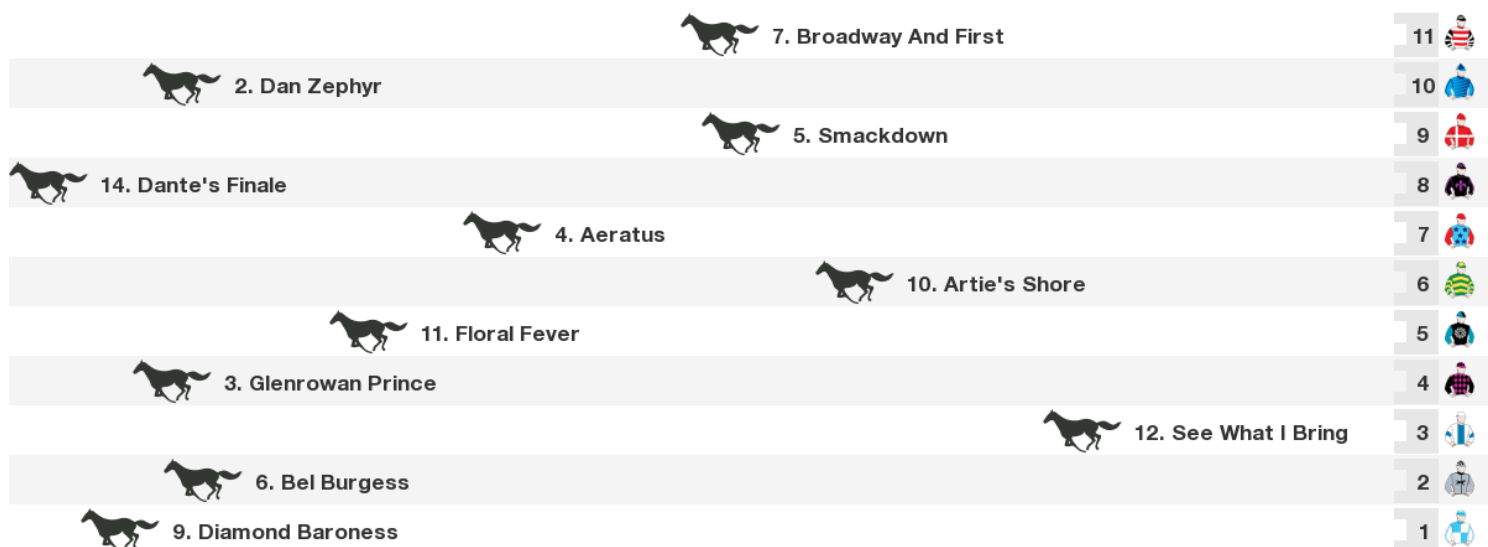 7. Broadway And First 11
2. Dan Zephyr 10
5. Smackdown 9
14. Dante's Finale 8
4. Aeratus 7
10. Artie's Shore 6
11. Floral Fever 5
3. Glenrowan Prince 4
12. See What I Bring 3
6. Bel Burgess 2
9. Diamond Baroness 1